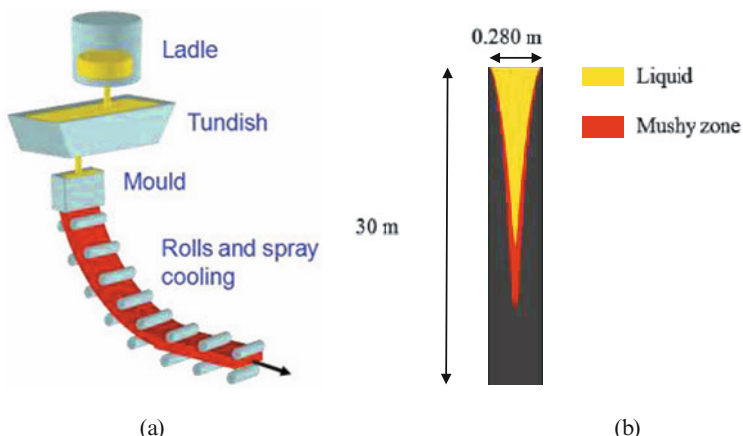 Ladle
Tundish
Mould
Rolls and spray
cooling
(a)
0.280 m
30 m
Liquid
Mushy zone
(b)